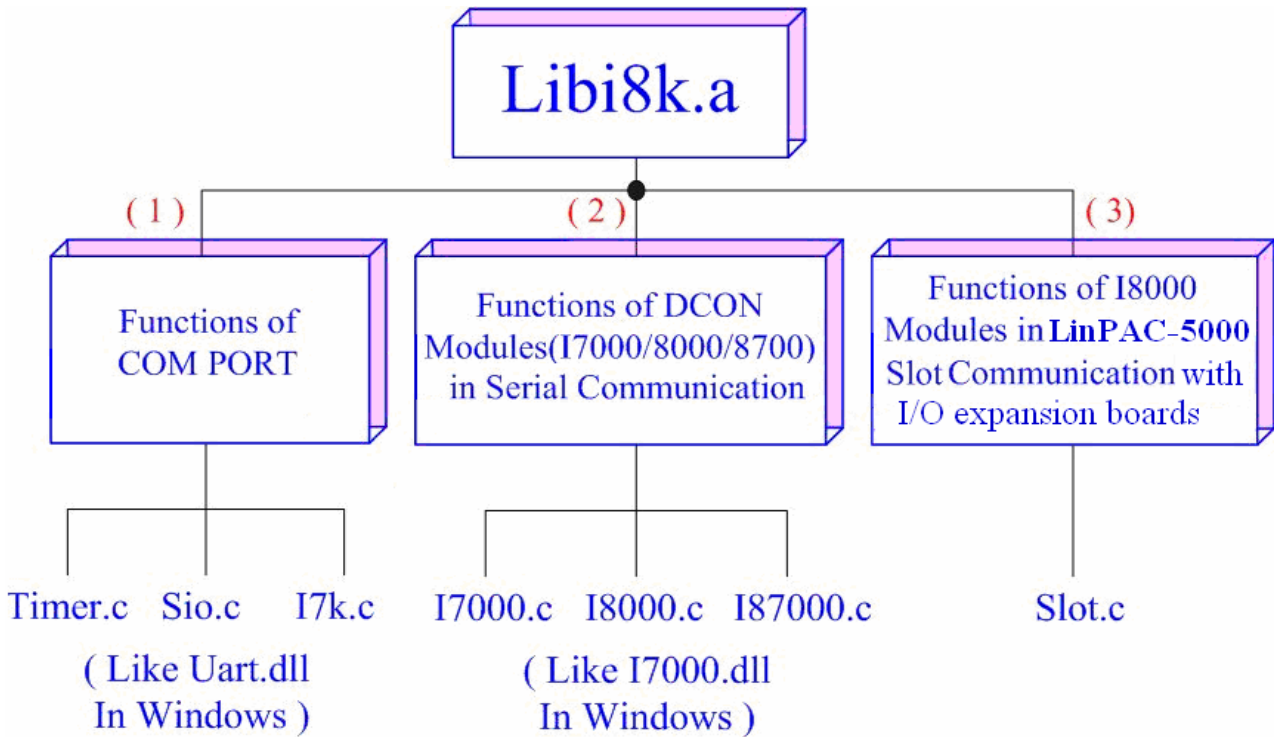 Libi8k.a
( 1 )
( 2 )
( 3)
Functions of
COM PORT
Functions of DCON
Modules(I7000/8000/8700)
in Serial Communication
Functions of I8000
Modules in LinPAC-5000
Slot Communication with
I/O expansion boards
Timer.c Sio.c I7k.c
I7000.c I8000.c I87000.c
Slot.c
( Like Uart.dll
In Windows )
( Like I7000.dll
In Windows )